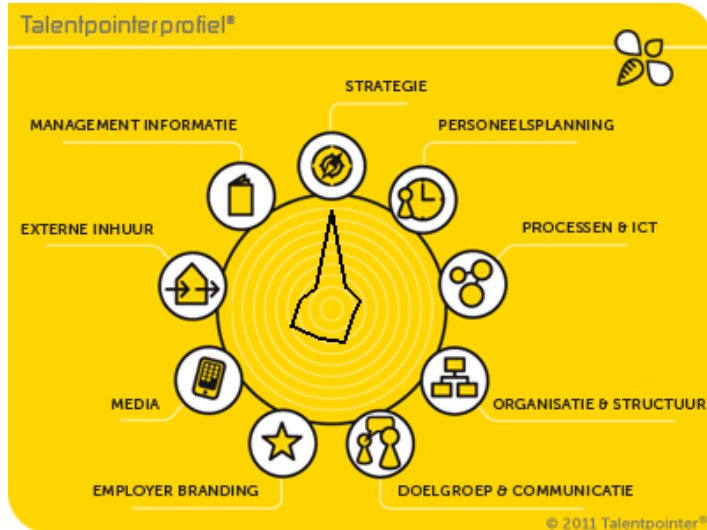 Talentpointerprofiel®
STRATEGIE
MANAGEMENT INFORMATIE
PERSONEELSPLANNING
EXTERNE INHUUR
PROCESSEN & ICT
MEDIA
ORGANISATIE & STRUCTUUR
EMPLOYER BRANDING
DOELGROEP & COMMUNICATIE
© 2011 Talentpointer®